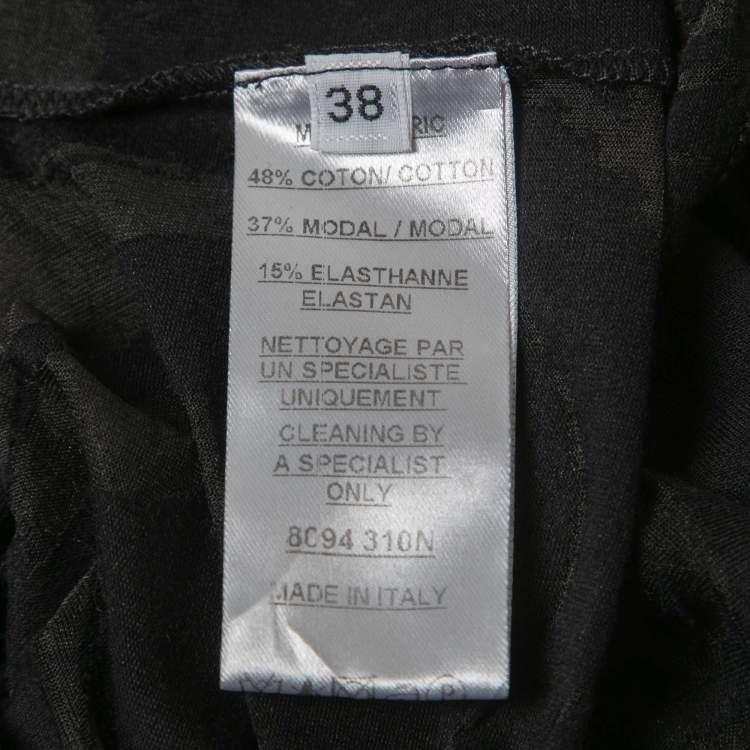 38
48% COTON/ COTTON
37% MODAL / MODAL
15% ELASTHANNE
ELASTAN
NETTOYAGE PAR
UN SPECIALISTE
UNIQUEMENT
CLEANING BY
A SPECIALIST
ONLY
8094 310N
MADE IN ITALY
P